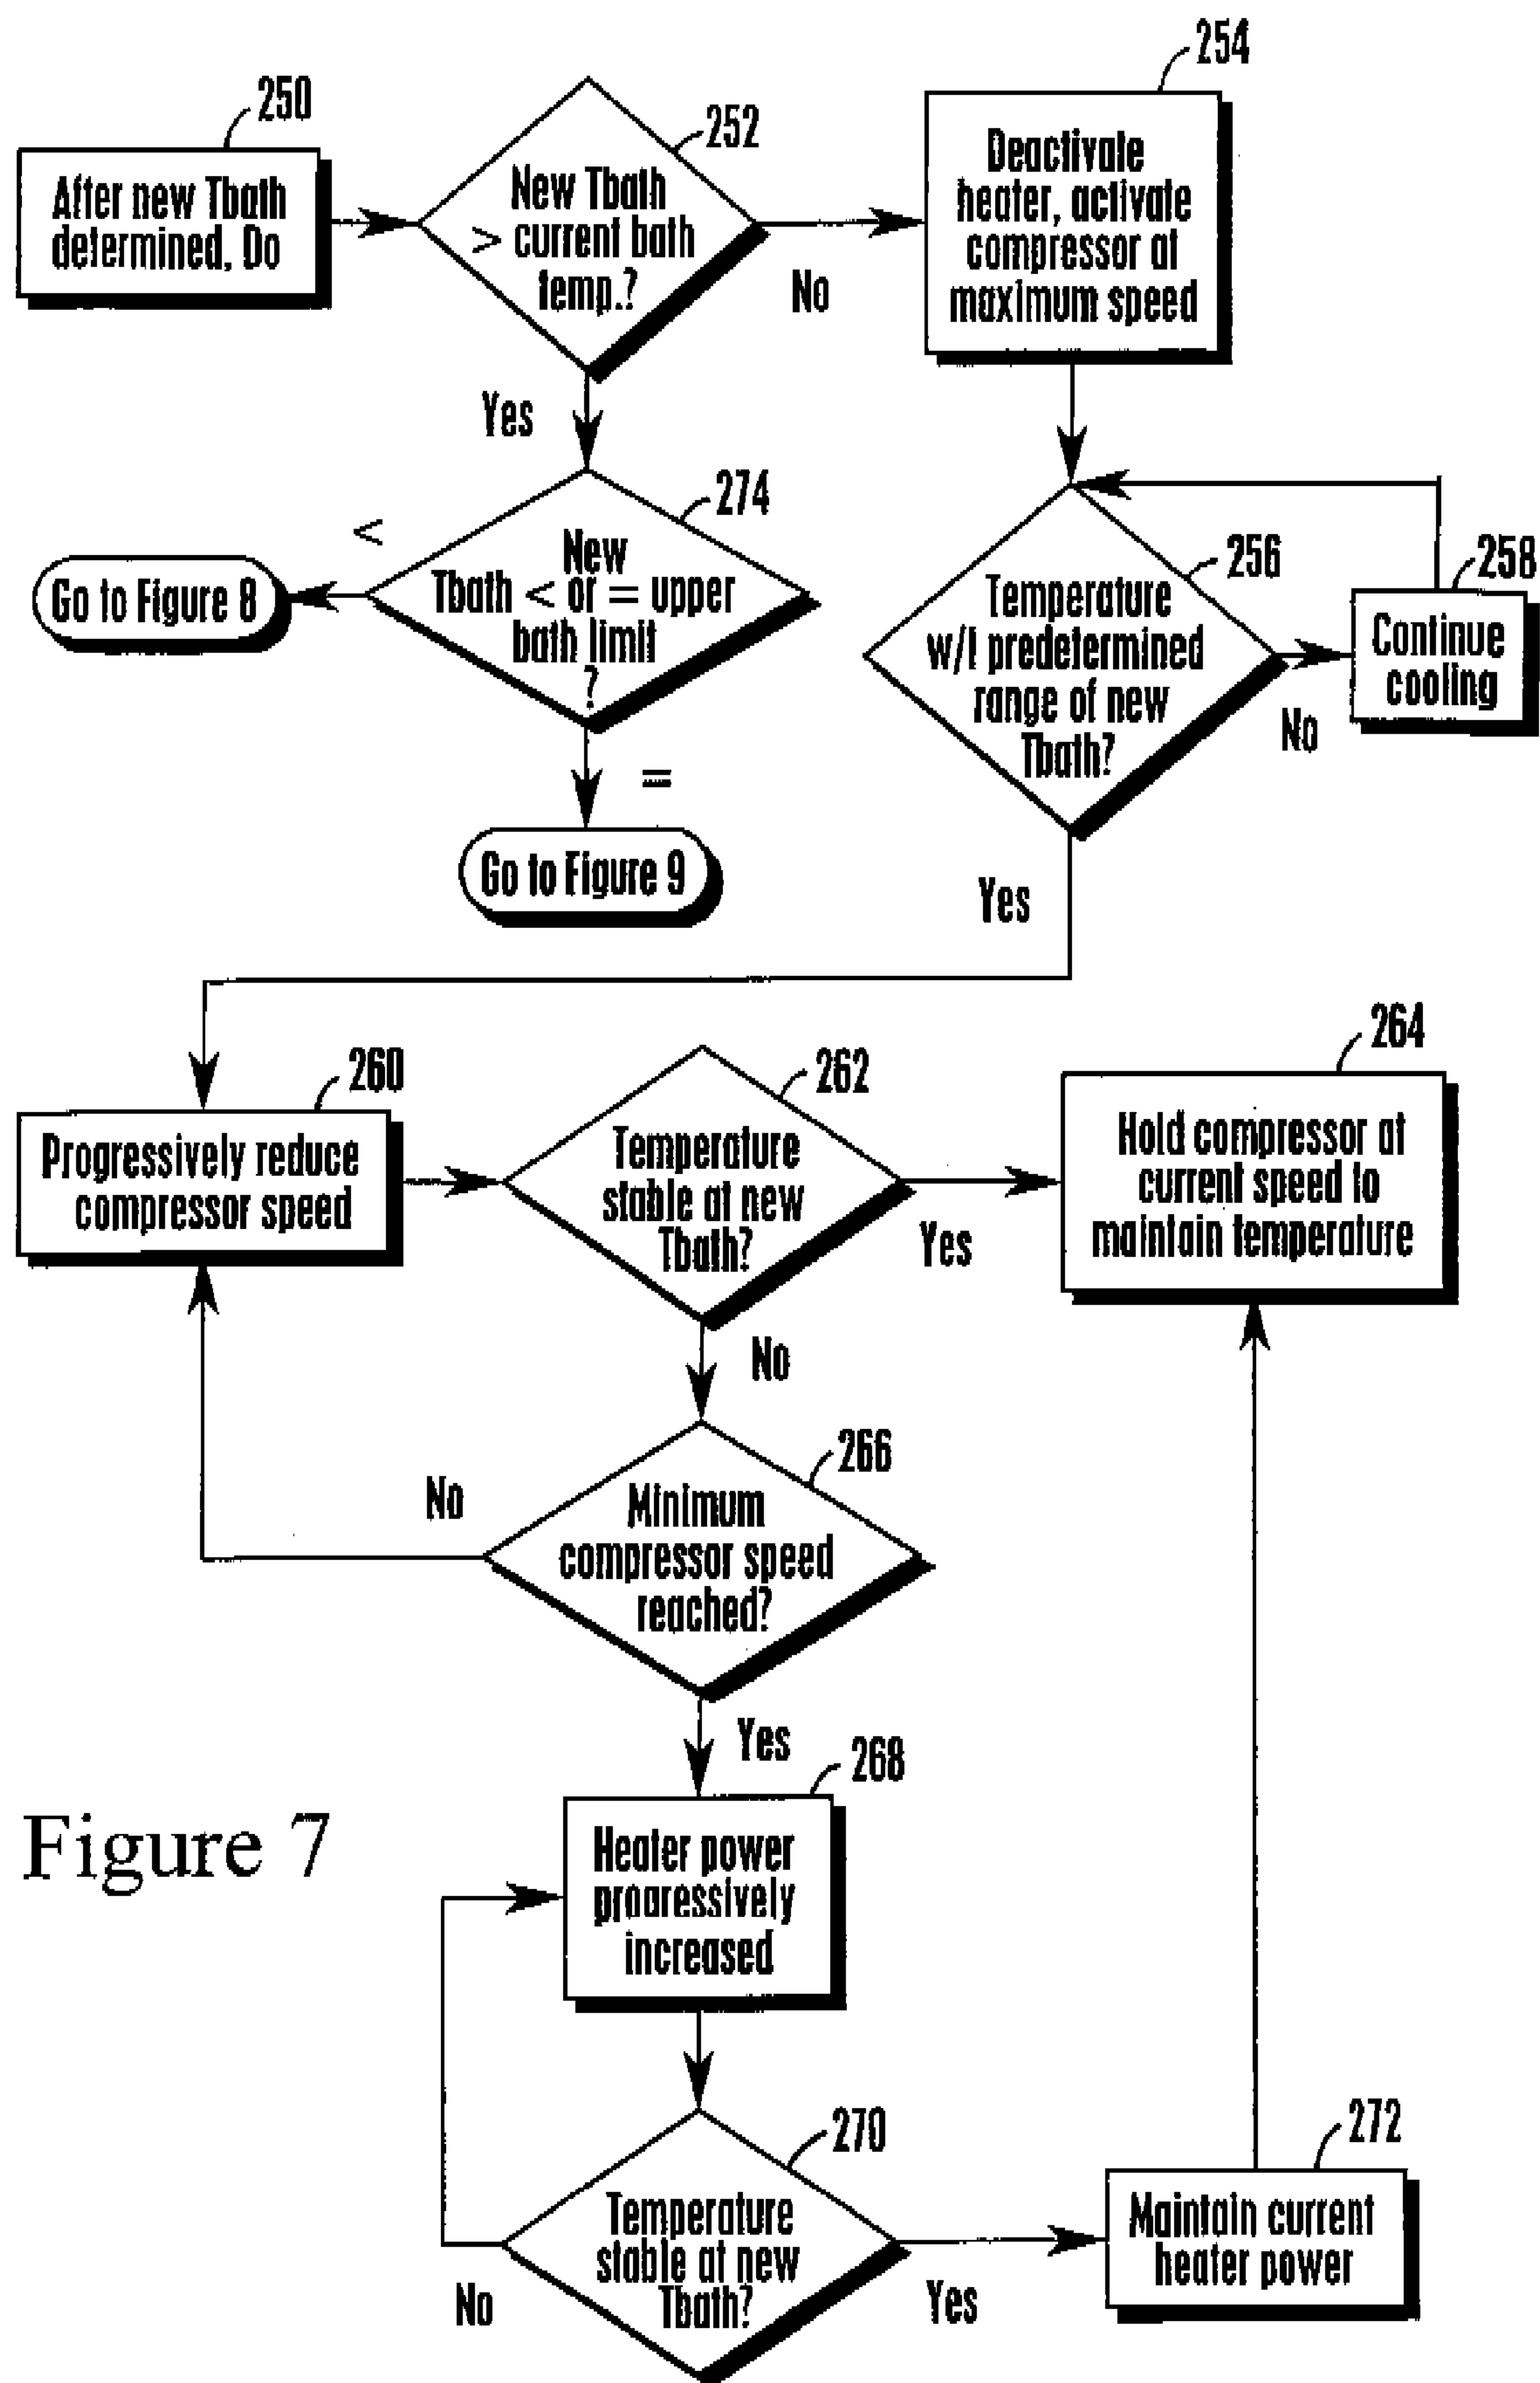 250
After new Tbath
determined, Do
252
New Tbath
> current bath
temp.?
No
Yes
254
Deactivate
heater, activate
compressor at
maximum speed
274
New
Tbath < or = upper
bath limit
?
<
Go to Figure 8
=
Go to Figure 9
256
Temperature
w/I predetermined
range of new
Tbath?
No
Yes
258
Continue
cooling
260
Progressively reduce
compressor speed
262
Temperature
stable at new
Tbath?
Yes
No
264
Hold compressor at
current speed to
maintain temperature
266
Minimum
compressor speed
reached?
No
Yes
268
Heater power
progressively
increased
270
Temperature
stable at new
Tbath?
No
Yes
272
Maintain current
heater power
Figure 7